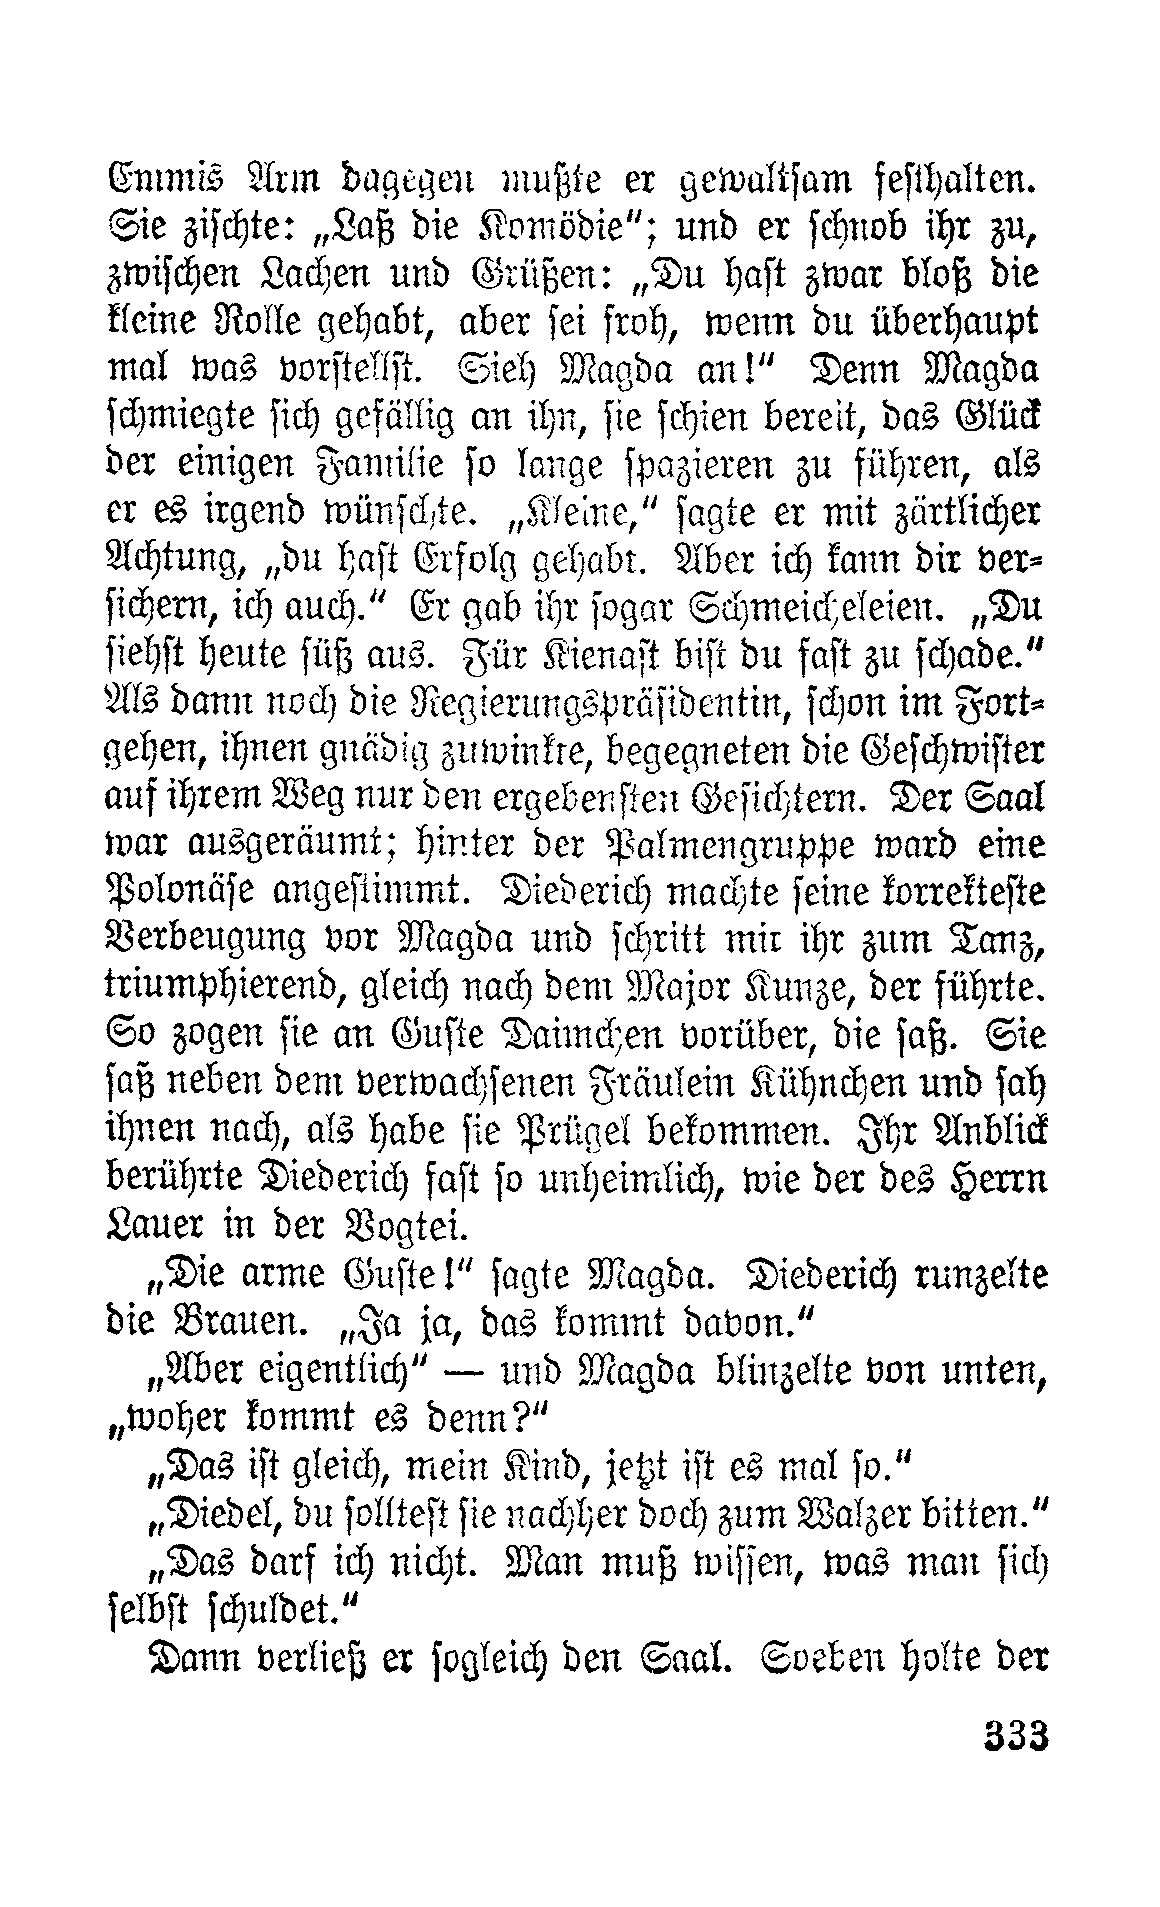 Emmis Arm dagegen mußte er gewaltsam festhalten.
Sie zischte: „Laß die Komödie“; und er schnob ihr zu,
zwischen Lachen und Grüßen: „Du hast zwar bloß die
kleine Rolle gehabt, aber sei froh, wenn du überhaupt
mal was vorstellst. Sieh Magda an!“ Denn Magda
schmiegte sich gefällig an ihn, sie schien bereit, das Glück
der einigen Familie so lange spazieren zu führen, als
er es irgend wünschte. „Kleine,“ sagte er mit zärtlicher
Achtung, „du hast Erfolg gehabt. Aber ich kann dir ver-
sichern, ich auch.“ Er gab ihr sogar Schmeicheleien. „Du
siehst heute süß aus. Für Kienast bist du fast zu schade.“
Als dann noch die Regierungspräsidentin, schon im Fort-
gehen, ihnen gnädig zuwinkte, begegneten die Geschwister
auf ihrem Weg nur den ergebensten Gesichtern. Der Saal
war ausgeräumt; hinter der Palmengruppe ward eine
Polonäse angestimmt. Diederich machte seine korrekteste
Verbeugung vor Magda und schritt mit ihr zum Tanz,
triumphierend, gleich nach dem Major Kunze, der führte.
So zogen sie an Guste Daimchen vorüber, die saß. Sie
saß neben dem verwachsenen Fräulein Kühnchen und sah
ihnen nach, als habe sie Prügel bekommen. Ihr Anblick
berührte Diederich fast so unheimlich, wie der des Herrn
Lauer in der Vogtei.
„Die arme Guste!“ sagte Magda. Diederich runzelte
die Brauen. „Ja ja, das kommt davon.“
„Aber eigentlich“ — und Magda blinzelte von unten,
„woher kommt es denn?“
„Das ist gleich, mein Kind, jetzt ist es mal so.“
„Diedel, du solltest sie nachher doch zum Walzer bitten.“
„Das darf ich nicht. Man muß wissen, was man sich
selbst schuldet.“
Dann verließ er sogleich den Saal. Soeben holte der
333